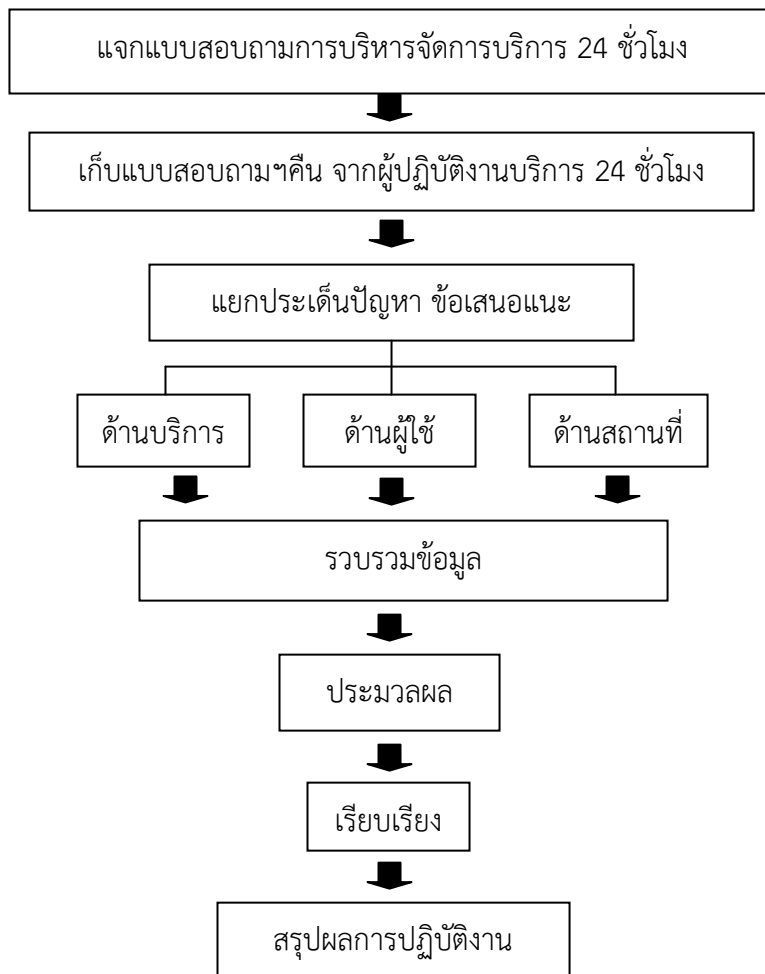 แจกแบบสอบถามการบริหารจัดการบริการ 24 ชั่วโมง
เก็บแบบสอบถามฯคืน จากผู้ปฏิบัติงานบริการ 24 ชั่วโมง
แยกประเด็นปัญหา ข้อเสนอแนะ
ด้านบริการ
ด้านผู้ใช้
ด้านสถานที่
รวบรวมข้อมูล
ประมวลผล
เรียบเรียง
สรุปผลการปฏิบัติงาน